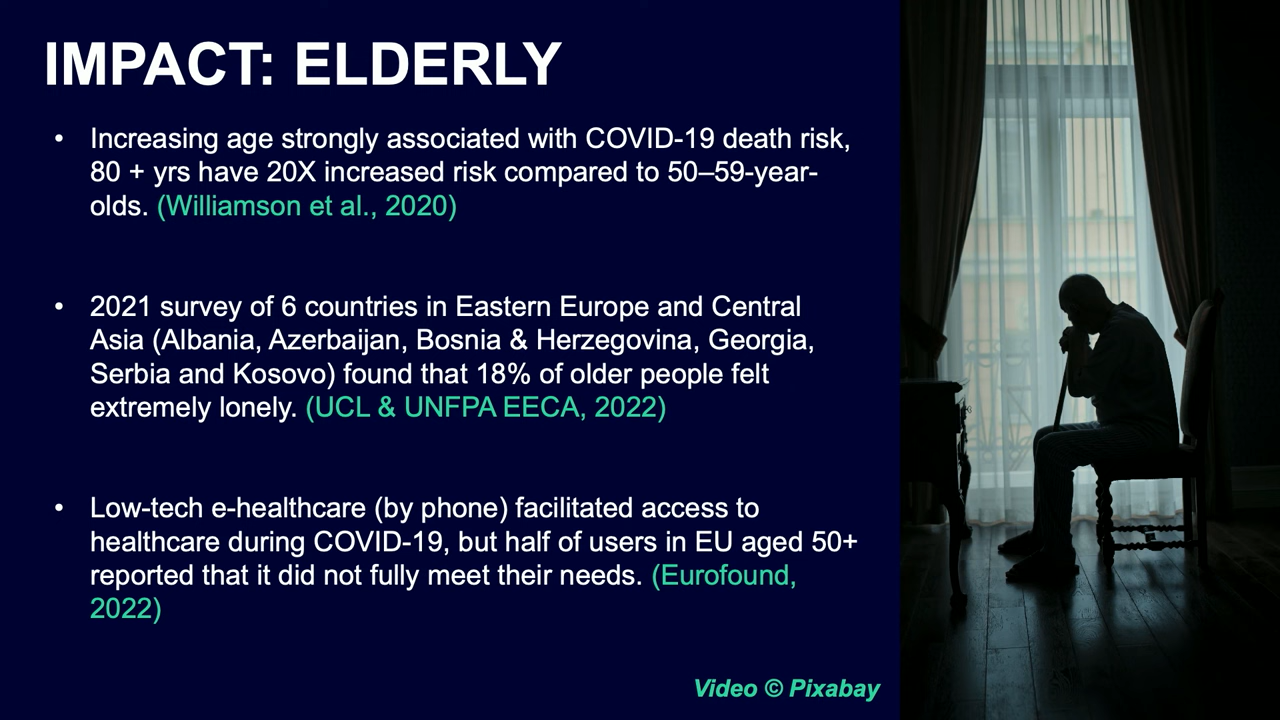 IMPACT: ELDERLY
• Increasing age strongly associated with COVID-19 death risk,
80 + yrs have 20X increased risk compared to 50–59-year-
olds. (Williamson et al., 2020)
• 2021 survey of 6 countries in Eastern Europe and Central
Asia (Albania, Azerbaijan, Bosnia & Herzegovina, Georgia,
Serbia and Kosovo) found that 18% of older people felt
extremely lonely. (UCL & UNFPA EECA, 2022)
• Low-tech e-healthcare (by phone) facilitated access to
healthcare during COVID-19, but half of users in EU aged 50+
reported that it did not fully meet their needs. (Eurofound,
2022)
Video © Pixabay